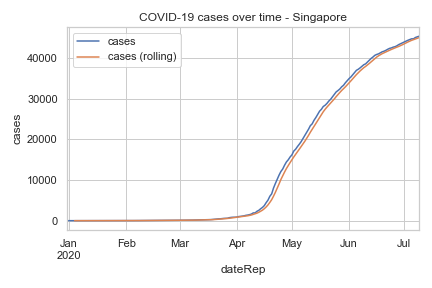 COVID-19 cases over time - Singapore
cases
cases (rolling)
cases
40000
30000
20000
10000
0
Jan Feb Mar Apr May Jun Jul
2020
dateRep